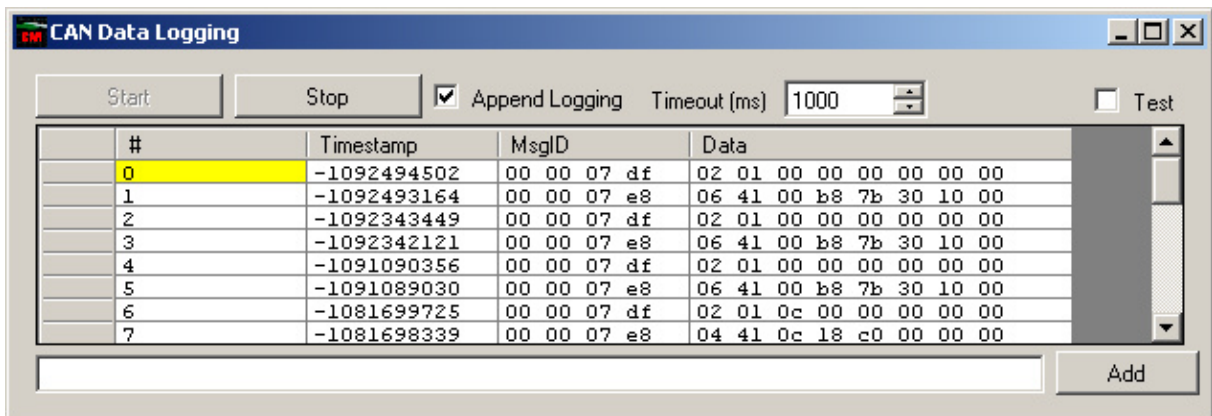 CAN Data Logging
Start Stop Append Logging Timeout (ms) 1000 Test
# Timestamp MsgID Data
0 -1092494502 00 00 07 df 02 01 00 00 00 00 00 00
1 -1092493164 00 00 07 e8 06 41 00 b8 7b 30 10 00
2 -1092343449 00 00 07 df 02 01 00 00 00 00 00 00
3 -1092342121 00 00 07 e8 06 41 00 b8 7b 30 10 00
4 -1091090356 00 00 07 df 02 01 00 00 00 00 00 00
5 -1091089030 00 00 07 e8 06 41 00 b8 7b 30 10 00
6 -1081699725 00 00 07 df 02 01 0c 00 00 00 00 00
7 -1081698339 00 00 07 e8 04 41 0c 18 c0 00 00 00
Add